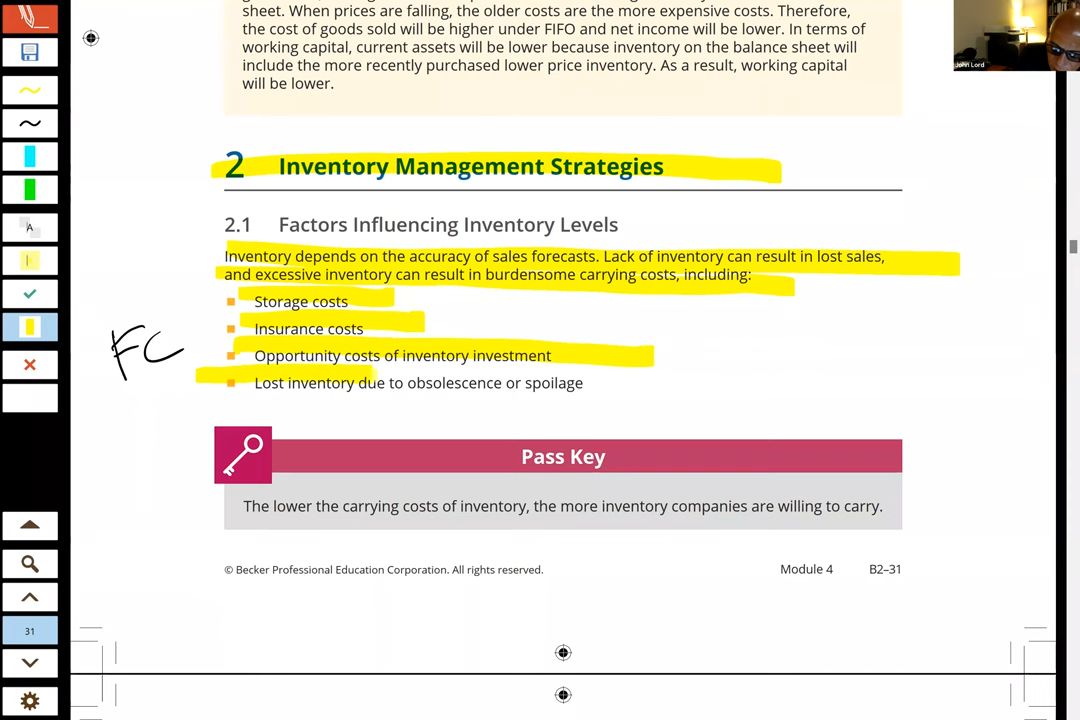 sheet. When prices are falling, the older costs are the more expensive costs. Therefore,
the cost of goods sold will be higher under FIFO and net income will be lower. In terms of
working capital, current assets will be lower because inventory on the balance sheet will
include the more recently purchased lower price inventory. As a result, working capital
will be lower.
John Lord
2 Inventory Management Strategies
2.1 Factors Influencing Inventory Levels
Inventory depends on the accuracy of sales forecasts. Lack of inventory can result in lost sales,
and excessive inventory can result in burdensome carrying costs, including:
Storage costs
Insurance costs
FC
Opportunity costs of inventory investment
Lost inventory due to obsolescence or spoilage
Pass Key
The lower the carrying costs of inventory, the more inventory companies are willing to carry.
© Becker Professional Education Corporation. All rights reserved.
Module 4 B2–31
A
31